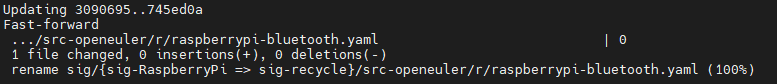 Updating 3090695..745ed0a
Fast-forward
.../src-openeuler/r/raspberrypi-bluetooth.yaml | 0
1 file changed, 0 insertions(+), 0 deletions(-)
rename sig/{sig-RaspberryPi => sig-recycle}/src-openeuler/r/raspberrypi-bluetooth.yaml (100%)